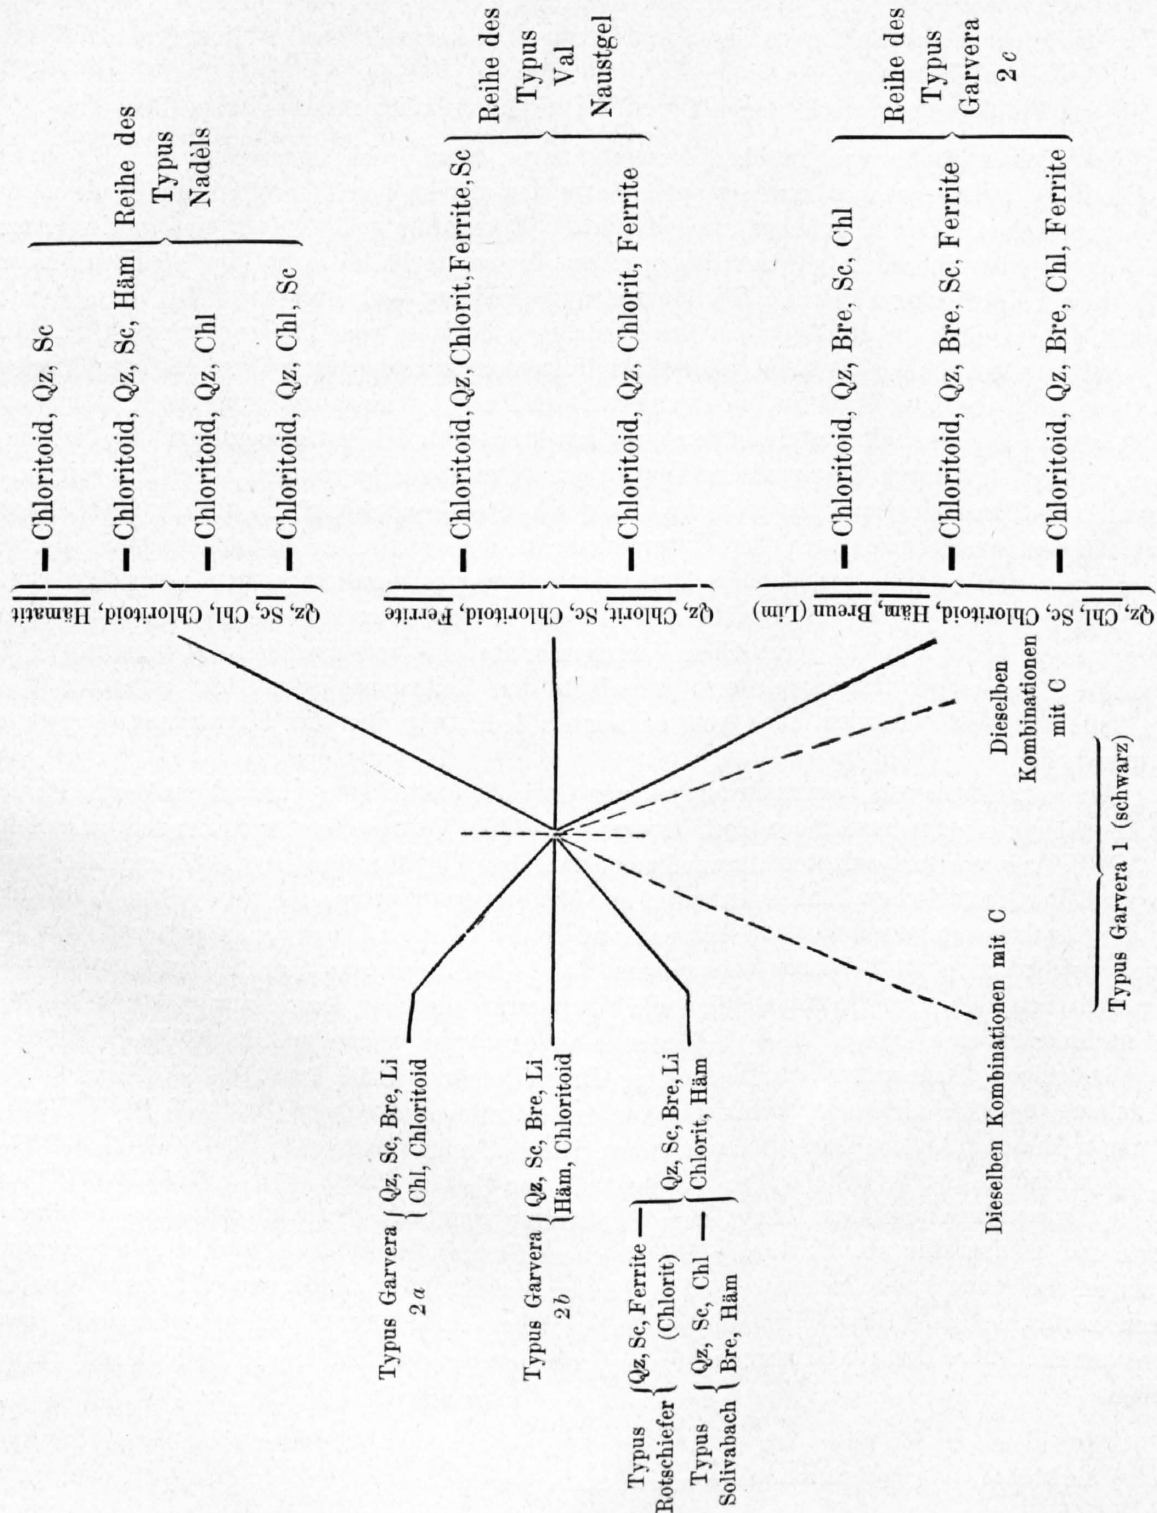 Typus Garvera
2a
Qz, Sc, Bre, Li
Chl, Chloritoid
Typus Garvera
2b
Qz, Sc, Bre, Li
Häm, Chloritoid
Typus
Rotschiefer
Qz, Sc, Ferrite
(Chlorit)
Typus
Solivabach
Qz, Sc, Chl
Bre, Häm
Qz, Sc, Bre, Li
Chlorit, Häm
Dieselben Kombinationen mit C
Dieselben
Kombinationen
mit C
Typus Garvera 1 (schwarz)
Qz, Sc, Chl, Chloritoid, Hämatit
Chloritoid, Qz, Sc
Chloritoid, Qz, Sc, Häm
Chloritoid, Qz, Chl
Chloritoid, Qz, Chl, Sc
Reihe des
Typus
Nadèls
Qz, Chlorit, Sc, Chloritoid, Ferrite
Chloritoid, Qz, Chlorit, Ferrite, Sc
Chloritoid, Qz, Chlorit, Ferrite
Reihe des
Typus
Val
Naustgel
Qz, Chl, Sc, Chloritoid, Häm, Breun (Lim)
Chloritoid, Qz, Bre, Sc, Chl
Chloritoid, Qz, Bre, Sc, Ferrite
Chloritoid, Qz, Bre, Chl, Ferrite
Reihe des
Typus
Garvera
2c